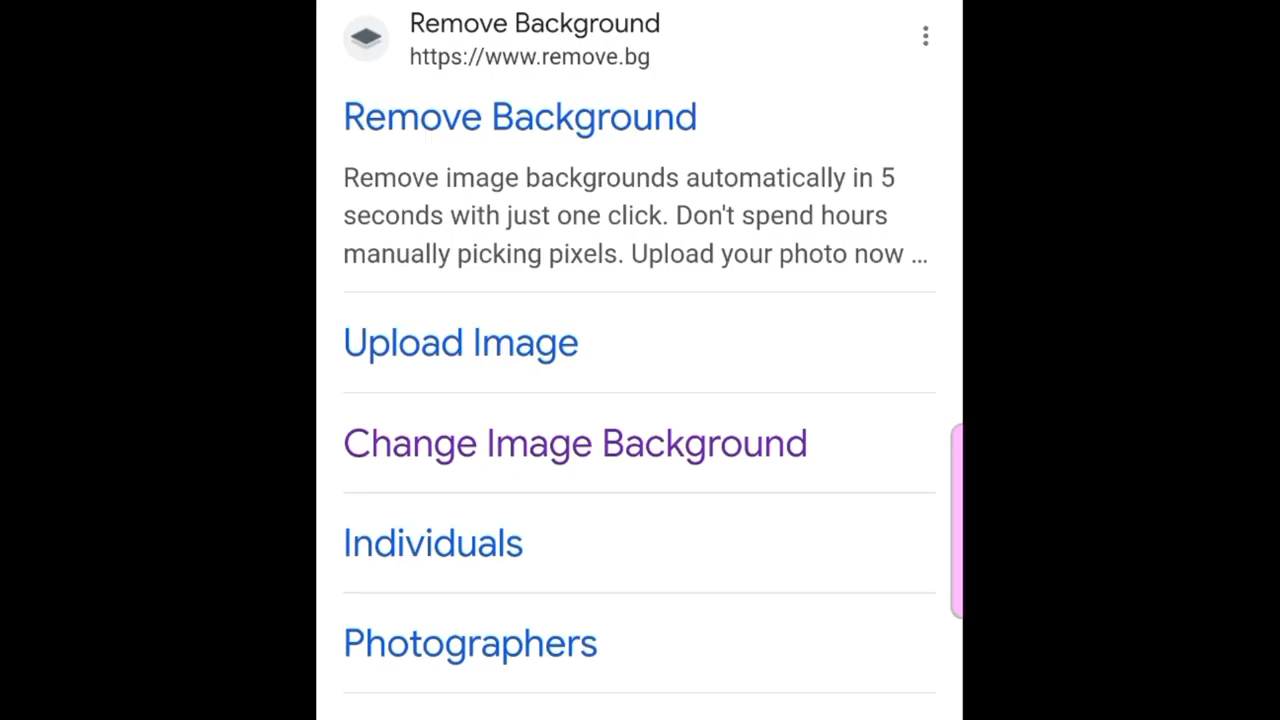 Remove Background
https://www.remove.bg
Remove Background
Remove image backgrounds automatically in 5
seconds with just one click. Don't spend hours
manually picking pixels. Upload your photo now ...
Upload Image
Change Image Background
Individuals
Photographers